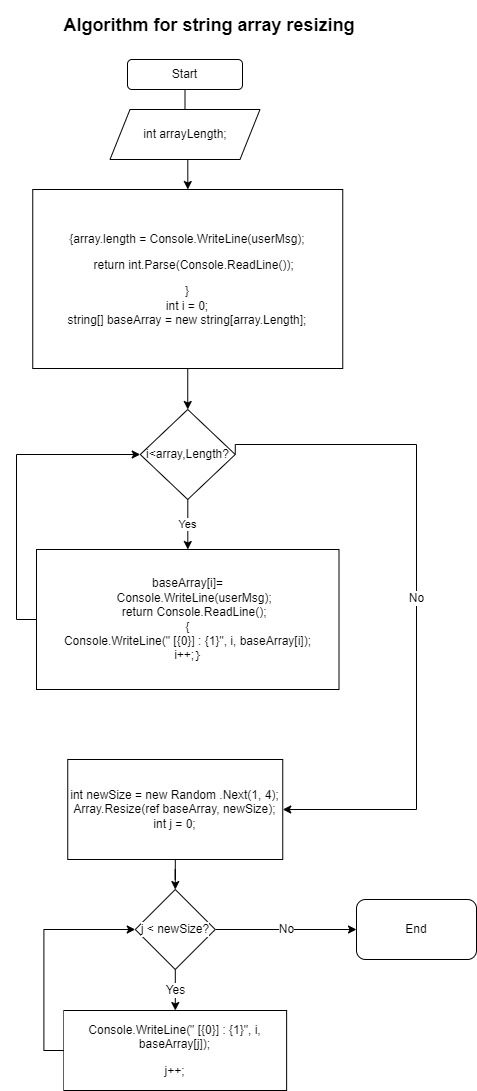 Algorithm for string array resizing
Start
int arrayLength;
{array.length = Console.WriteLine(userMsg);
return int.Parse(Console.ReadLine());
}
int i = 0;
string[] baseArray = new string[array.Length];
i<array,Length?
Yes
No
baseArray[i]=
Console.WriteLine(userMsg);
return Console.ReadLine();
{
Console.WriteLine(" [{0}] : {1}", i, baseArray[i]);
i++;}
int newSize = new Random .Next(1, 4);
Array.Resize(ref baseArray, newSize);
int j = 0;
j < newSize?
No
End
Yes
Console.WriteLine(" [{0}] : {1}", i,
baseArray[j]);
j++;